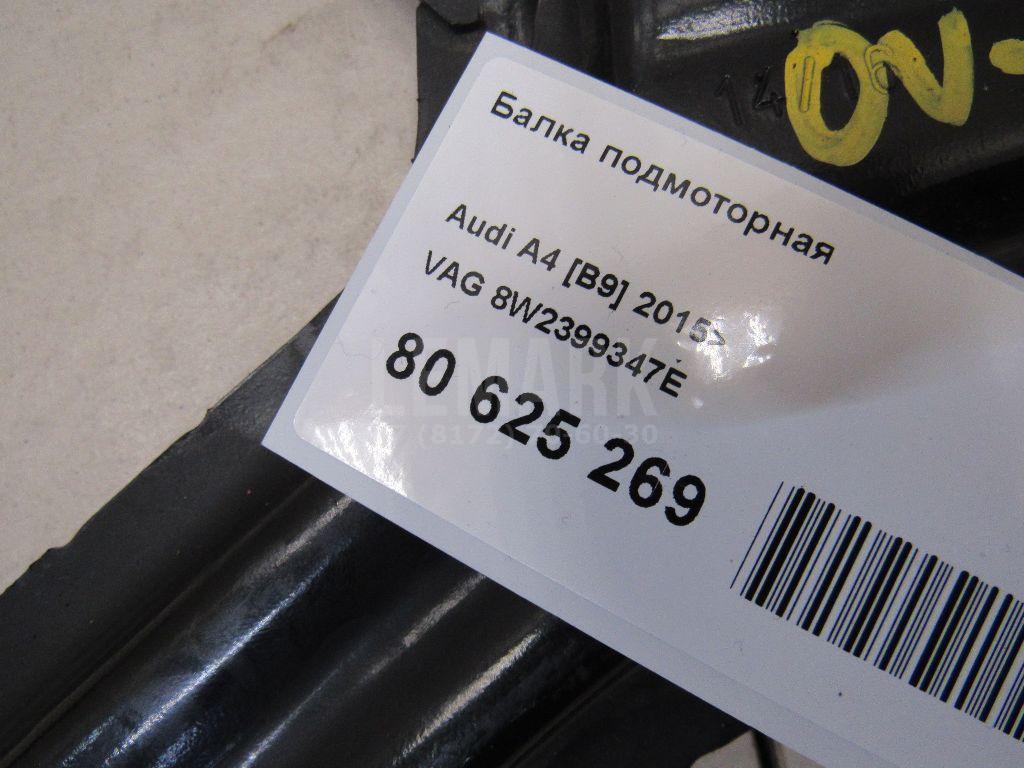 Балка подмоторная
Audi A4 [B9] 2015>
VAG 8W2399347E
80 625 269
LEMARK